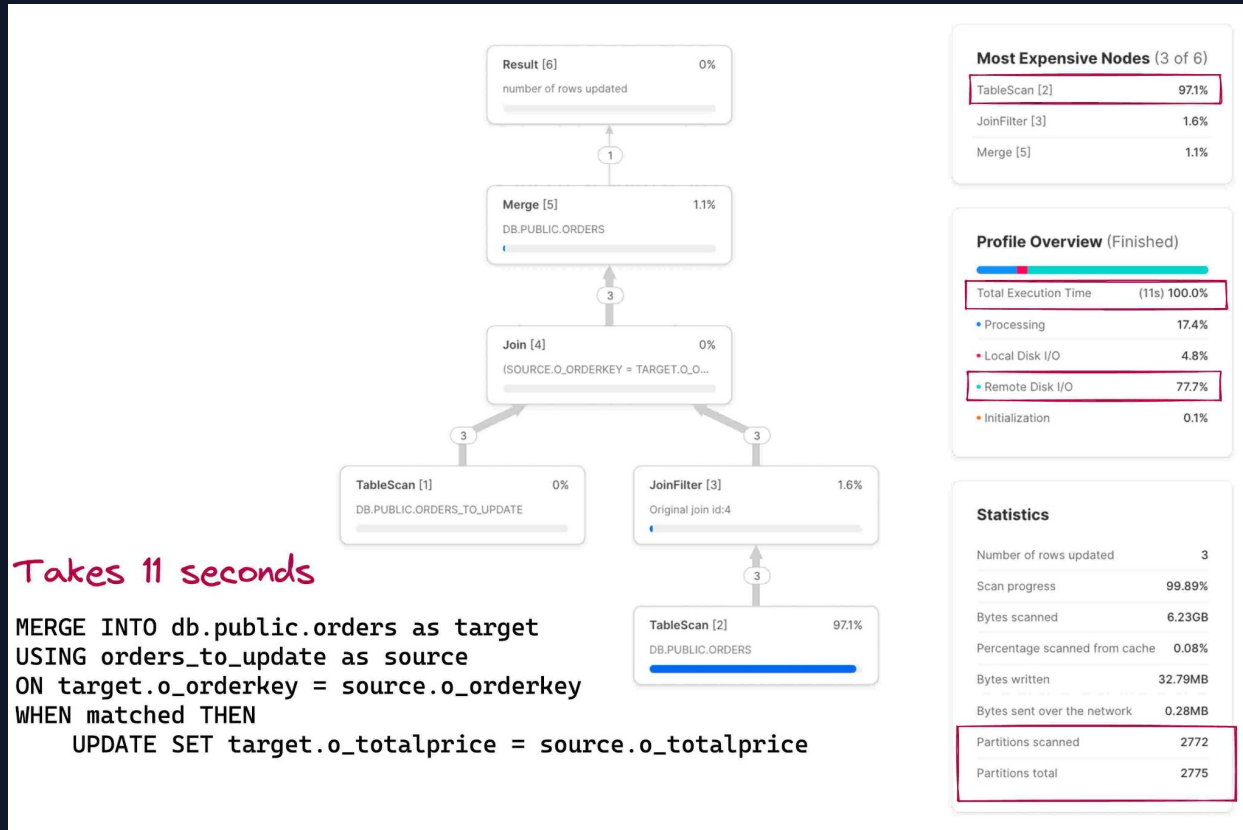 Result [6] 0%
number of rows updated
1
Merge [5] 1.1%
DB.PUBLIC.ORDERS
3
Join [4] 0%
(SOURCE.O_ORDERKEY = TARGET.O_O...
3 3
TableScan [1] 0%
DB.PUBLIC.ORDERS_TO_UPDATE
JoinFilter [3] 1.6%
Original join id:4
3
TableScan [2] 97.1%
DB.PUBLIC.ORDERS
Takes 11 seconds
MERGE INTO db.public.orders as target
USING orders_to_update as source
ON target.o_orderkey = source.o_orderkey
WHEN matched THEN
    UPDATE SET target.o_totalprice = source.o_totalprice
Most Expensive Nodes (3 of 6)
TableScan [2] 97.1%
JoinFilter [3] 1.6%
Merge [5] 1.1%
Profile Overview (Finished)
Total Execution Time (11s) 100.0%
Processing 17.4%
Local Disk I/O 4.8%
Remote Disk I/O 77.7%
Initialization 0.1%
Statistics
Number of rows updated 3
Scan progress 99.89%
Bytes scanned 6.23GB
Percentage scanned from cache 0.08%
Bytes written 32.79MB
Bytes sent over the network 0.28MB
Partitions scanned 2772
Partitions total 2775